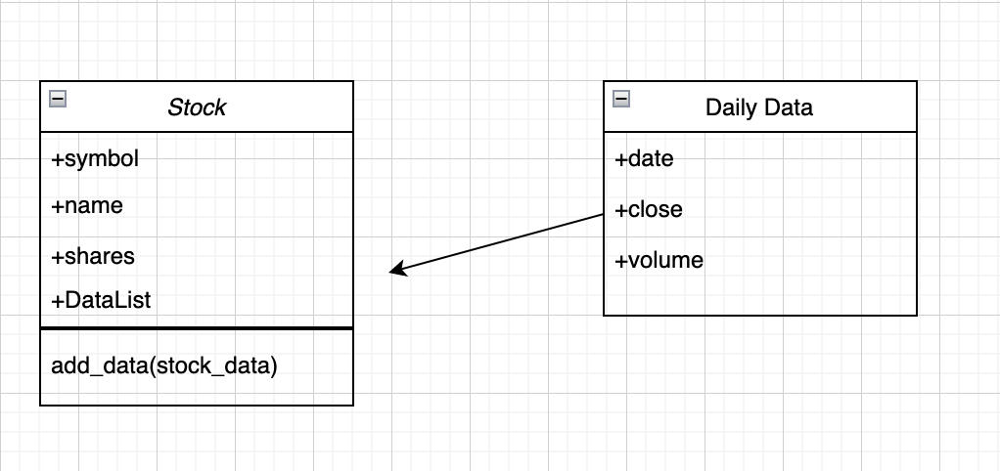 Stock
+symbol
+name
+shares
+DataList
add_data(stock_data)
Daily Data
+date
+close
+volume